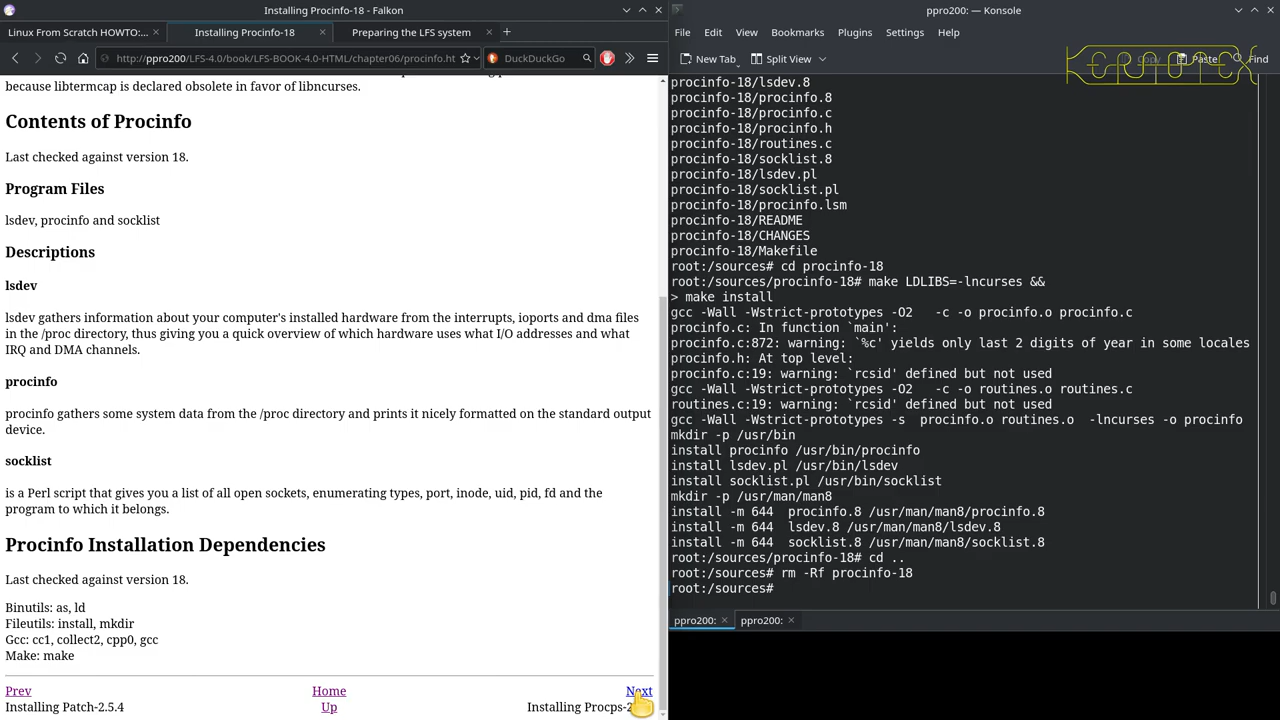 Installing Procinfo-18 - Falkon
Linux From Scratch HOWTO:...
Installing Procinfo-18
Preparing the LFS system
http://ppro200/LFS-4.0/book/LFS-BOOK-4.0-HTML/chapter06/procinfo.ht
DuckDuckGo
because libtermcap is declared obsolete in favor of libncurses.
Contents of Procinfo
Last checked against version 18.
Program Files
lsdev, procinfo and socklist
Descriptions
lsdev
lsdev gathers information about your computer's installed hardware from the interrupts, ioports and dma files
in the /proc directory, thus giving you a quick overview of which hardware uses what I/O addresses and what
IRQ and DMA channels.
procinfo
procinfo gathers some system data from the /proc directory and prints it nicely formatted on the standard output
device.
socklist
is a Perl script that gives you a list of all open sockets, enumerating types, port, inode, uid, pid, fd and the
program to which it belongs.
Procinfo Installation Dependencies
Last checked against version 18.
Binutils: as, ld
Fileutils: install, mkdir
Gcc: cc1, collect2, cpp0, gcc
Make: make
Prev
Home
Next
Installing Patch-2.5.4
Up
Installing Procps-2
ppro200: — Konsole
File Edit View Bookmarks Plugins Settings Help
New Tab
Split View
Copy
Paste
Find
procinfo-18/lsdev.8
procinfo-18/procinfo.8
procinfo-18/procinfo.c
procinfo-18/procinfo.h
procinfo-18/routines.c
procinfo-18/socklist.8
procinfo-18/lsdev.pl
procinfo-18/socklist.pl
procinfo-18/procinfo.lsm
procinfo-18/README
procinfo-18/CHANGES
procinfo-18/Makefile
root:/sources# cd procinfo-18
root:/sources/procinfo-18# make LDLIBS=-lncurses &&
> make install
gcc -Wall -Wstrict-prototypes -O2   -c -o procinfo.o procinfo.c
procinfo.c: In function `main':
procinfo.c:872: warning: `%c' yields only last 2 digits of year in some locales
procinfo.h: At top level:
procinfo.c:19: warning: `rcsid' defined but not used
gcc -Wall -Wstrict-prototypes -O2   -c -o routines.o routines.c
routines.c:19: warning: `rcsid' defined but not used
gcc -Wall -Wstrict-prototypes -s  procinfo.o routines.o  -lncurses -o procinfo
mkdir -p /usr/bin
install procinfo /usr/bin/procinfo
install lsdev.pl /usr/bin/lsdev
install socklist.pl /usr/bin/socklist
mkdir -p /usr/man/man8
install -m 644  procinfo.8 /usr/man/man8/procinfo.8
install -m 644  lsdev.8 /usr/man/man8/lsdev.8
install -m 644  socklist.8 /usr/man/man8/socklist.8
root:/sources/procinfo-18# cd ..
root:/sources# rm -Rf procinfo-18
root:/sources#
ppro200:
ppro200: